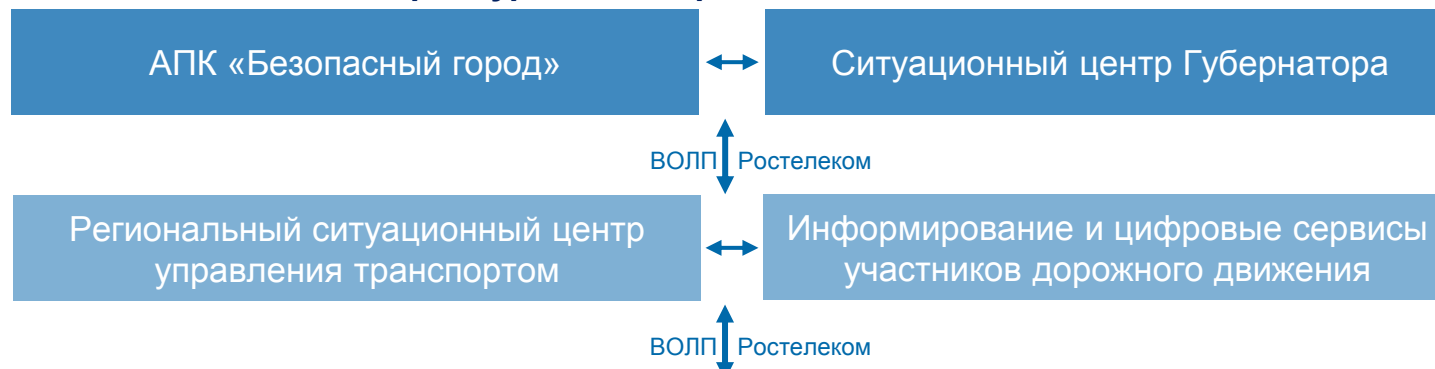 АПК «Безопасный город»
Ситуационный центр Губернатора
ВОЛП Ростелеком
Региональный ситуационный центр
управления транспортом
Информирование и цифровые сервисы
участников дорожного движения
ВОЛП Ростелеком